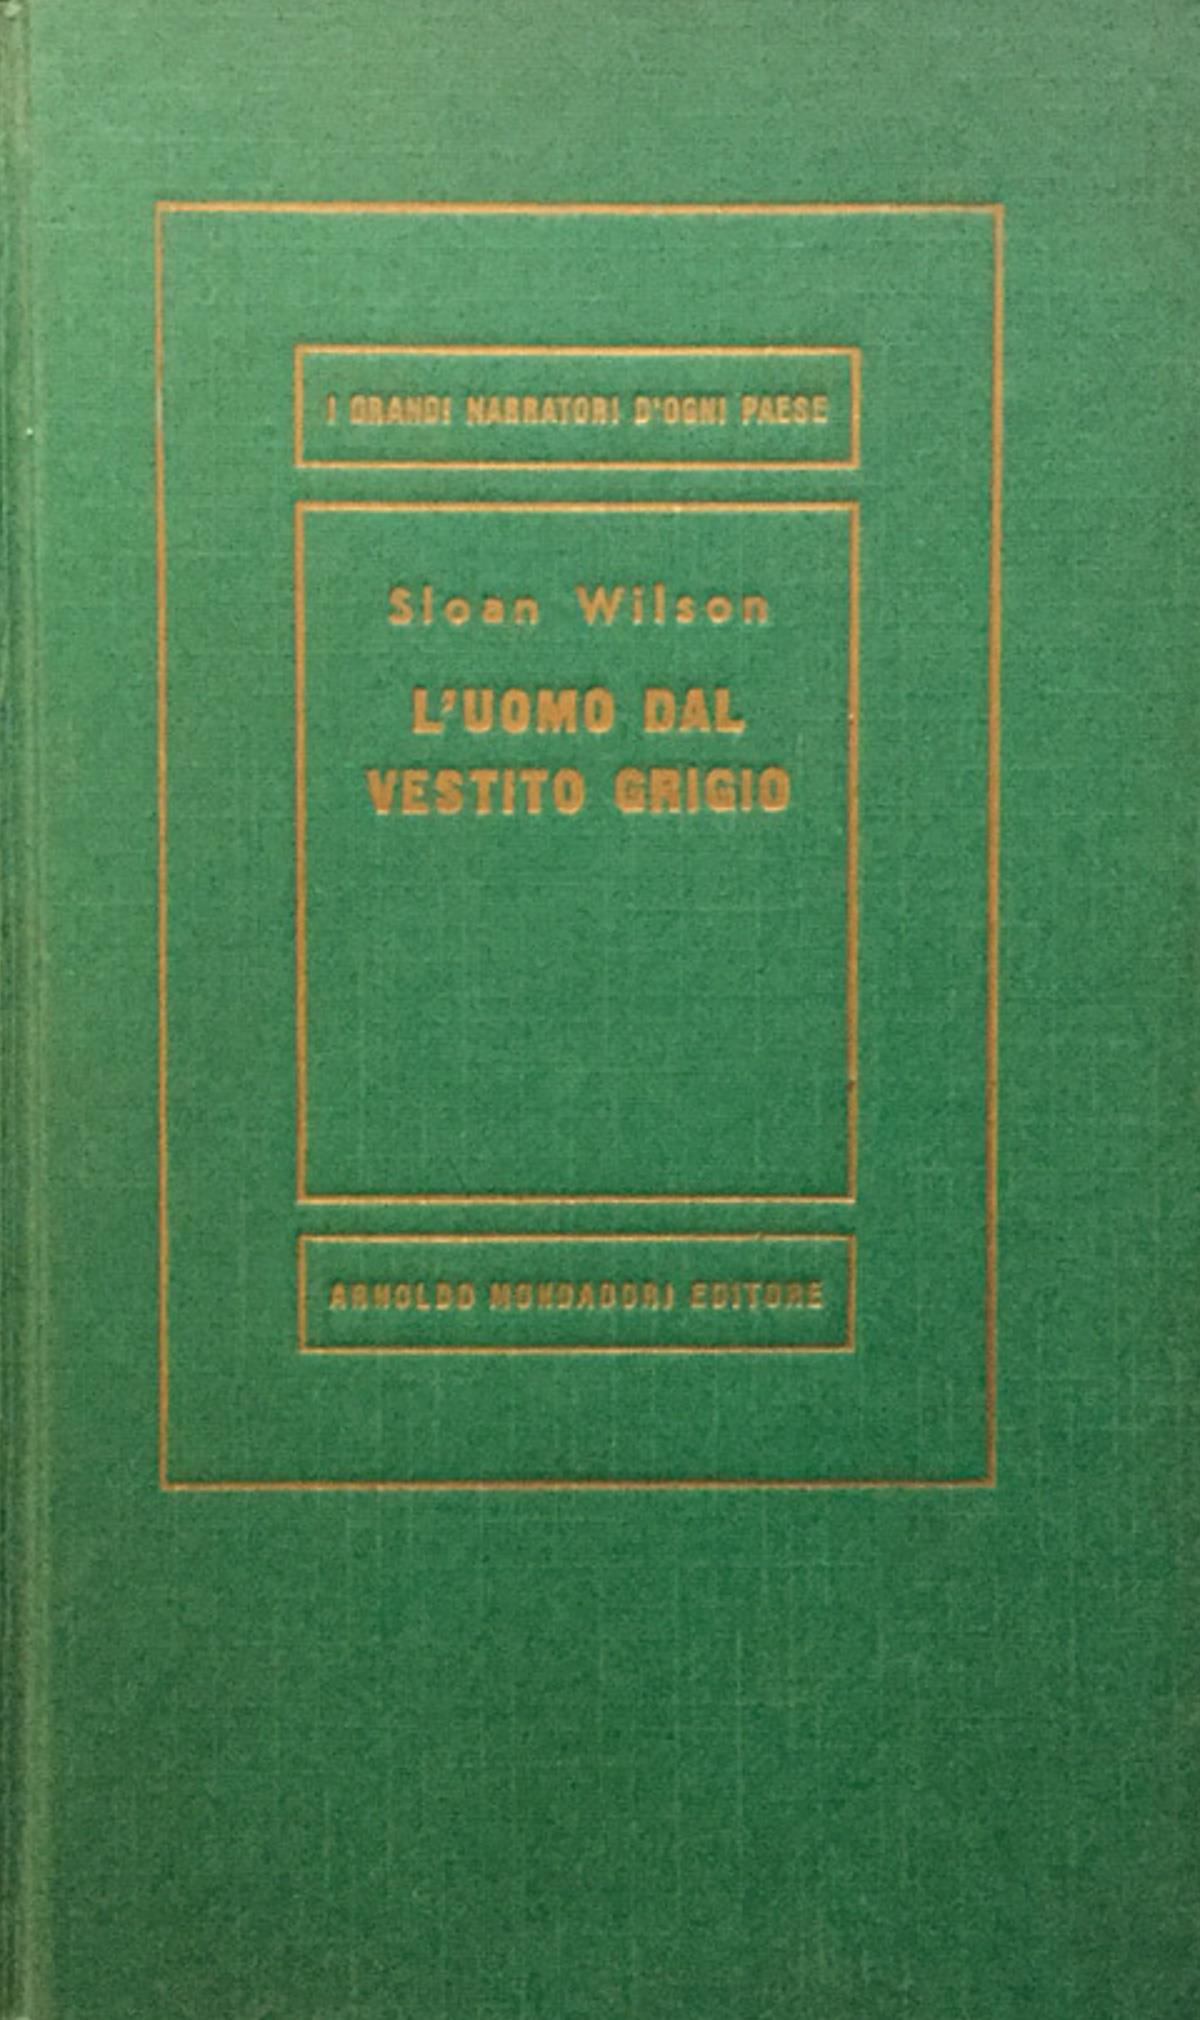 I GRANDI NARRATORI D'OGNI PAESE
Sloan Wilson
L'UOMO DAL
VESTITO GRIGIO
ARNOLDO MONDADORI EDITORE